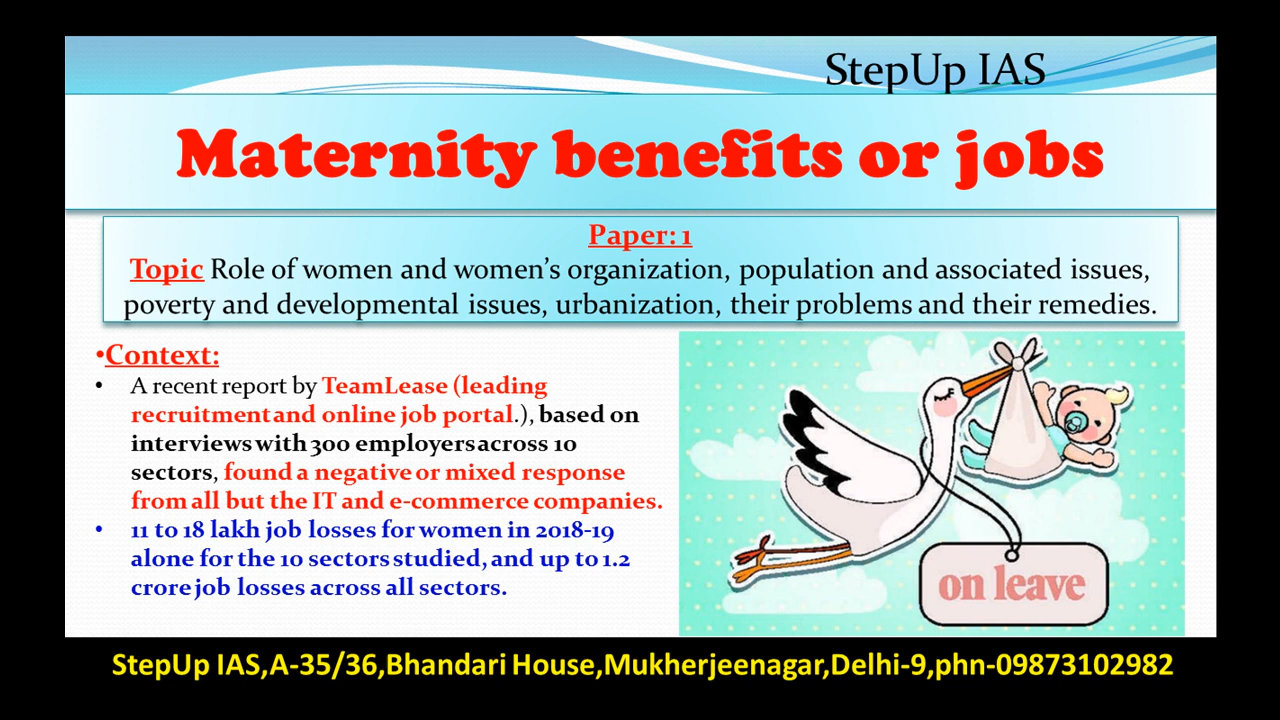 StepUp IAS
Maternity benefits or jobs
Paper: 1
Topic Role of women and women's organization, population and associated issues,
poverty and developmental issues, urbanization, their problems and their remedies.
•Context:
• A recent report by TeamLease (leading
recruitment and online job portal.), based on
interviews with 300 employers across 10
sectors, found a negative or mixed response
from all but the IT and e-commerce companies.
• 11 to 18 lakh job losses for women in 2018-19
alone for the 10 sectors studied, and up to 1.2
crore job losses across all sectors.
on leave
StepUp IAS,A-35/36,Bhandari House,Mukherjeenagar,Delhi-9,phn-09873102982